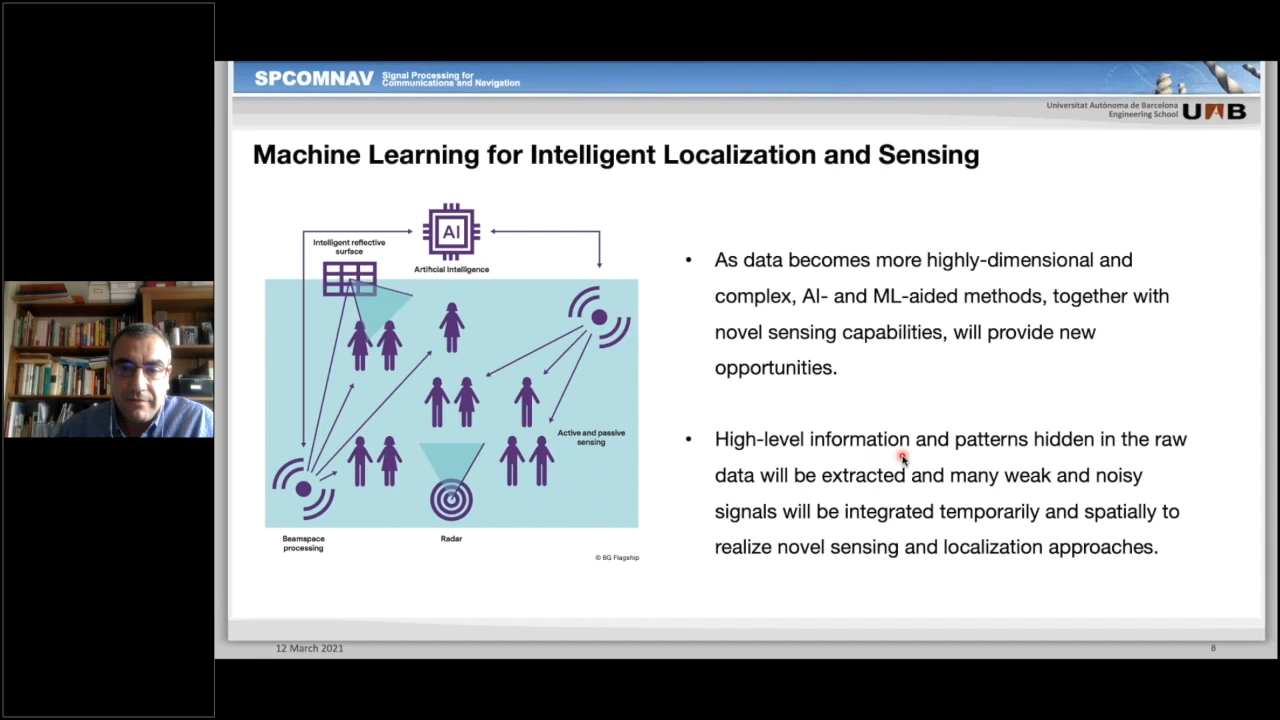 SPCOMNAV
Signal Processing for
Communications and Navigation
Universitat Autònoma de Barcelona
Engineering School
UAB
Machine Learning for Intelligent Localization and Sensing
AI
Intelligent reflective
surface
Artificial Intelligence
Active and passive
sensing
Beamspace
processing
Radar
© 6G Flagship
• As data becomes more highly-dimensional and
complex, AI- and ML-aided methods, together with
novel sensing capabilities, will provide new
opportunities.
• High-level information and patterns hidden in the raw
data will be extracted and many weak and noisy
signals will be integrated temporarily and spatially to
realize novel sensing and localization approaches.
12 March 2021
8